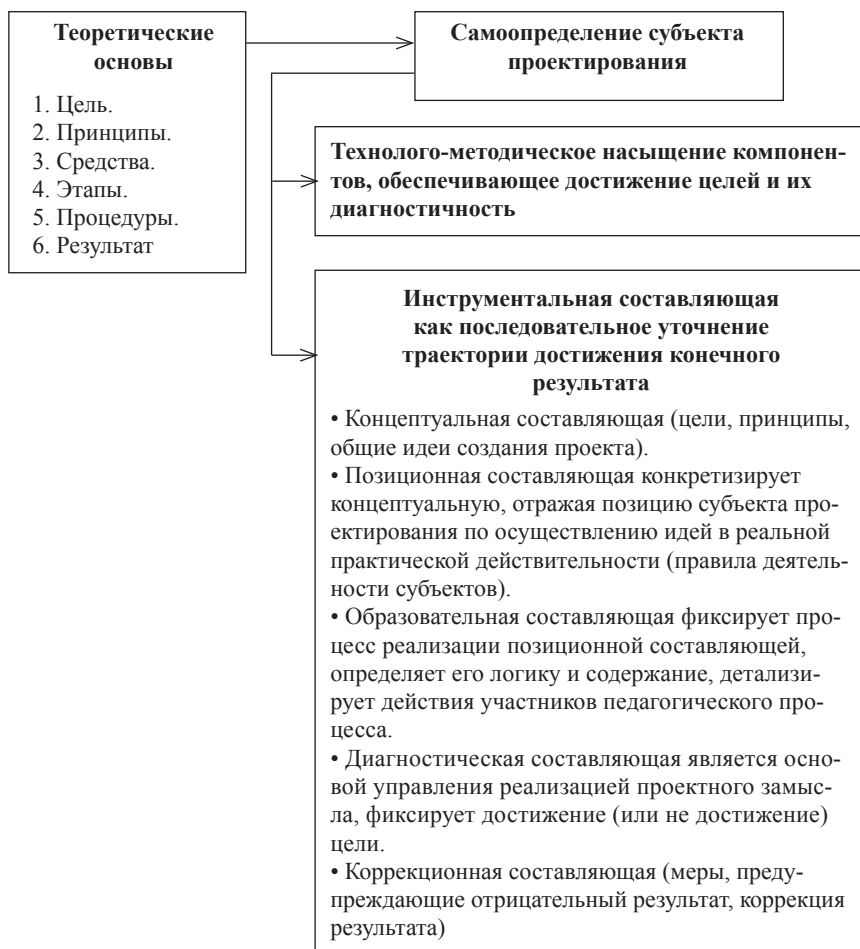 Теоретические
основы
1. Цель.
2. Принципы.
3. Средства.
4. Этапы.
5. Процедуры.
6. Результат
Самоопределение субъекта
проектирования
Технолого-методическое насыщение компонен-
тов, обеспечивающее достижение целей и их
диагностичность
Инструментальная составляющая
как последовательное уточнение
траектории достижения конечного
результата
• Концептуальная составляющая (цели, принципы,
общие идеи создания проекта).
• Позиционная составляющая конкретизирует
концептуальную, отражая позицию субъекта про-
ектирования по осуществлению идей в реальной
практической действительности (правила деятель-
ности субъектов).
• Образовательная составляющая фиксирует про-
цесс реализации позиционной составляющей,
определяет его логику и содержание, детализи-
рует действия участников педагогического про-
цесса.
• Диагностическая составляющая является осно-
вой управления реализацией проектного замыс-
ла, фиксирует достижение (или не достижение)
цели.
• Коррекционная составляющая (меры, преду-
преждающие отрицательный результат, коррекция
результата)